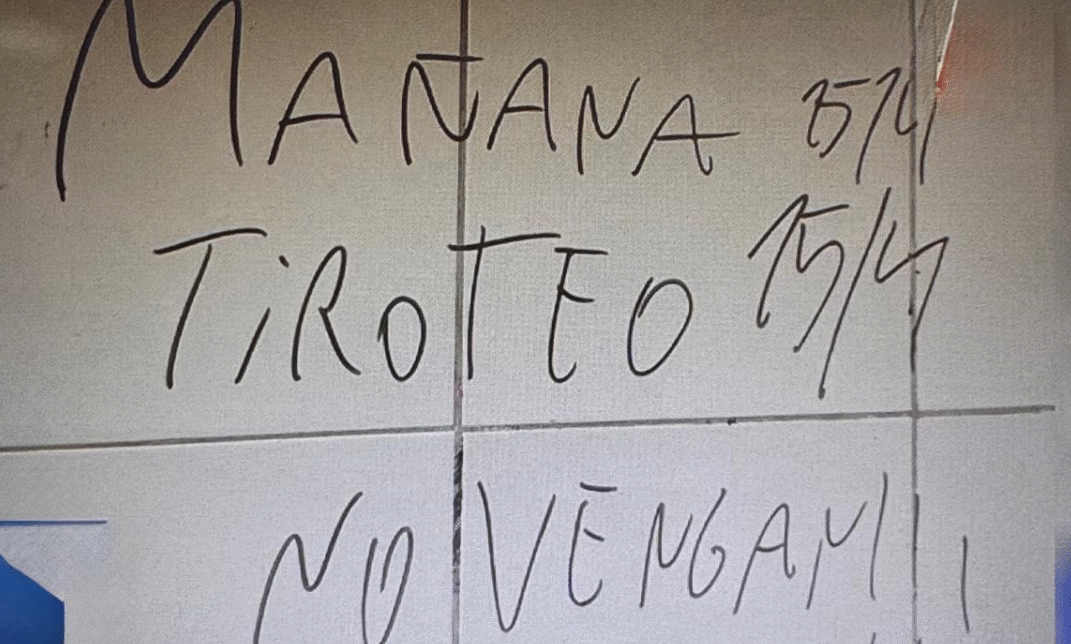 MAÑANA 15/4
TiROTEO 15/4
NO VENGAN!!